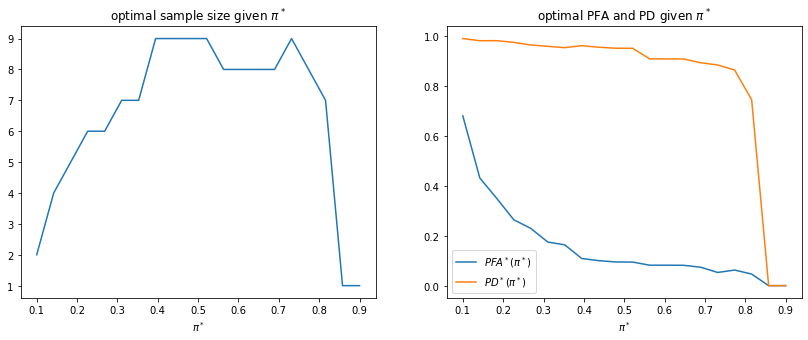 optimal sample size given π*
9
8
7
6
5
4
3
2
1
0.1 0.2 0.3 0.4 0.5 0.6 0.7 0.8 0.9
π*
optimal PFA and PD given π*
1.0
0.8
0.6
0.4
0.2
0.0
PFA*(π*)
PD*(π*)
0.1 0.2 0.3 0.4 0.5 0.6 0.7 0.8 0.9
π*